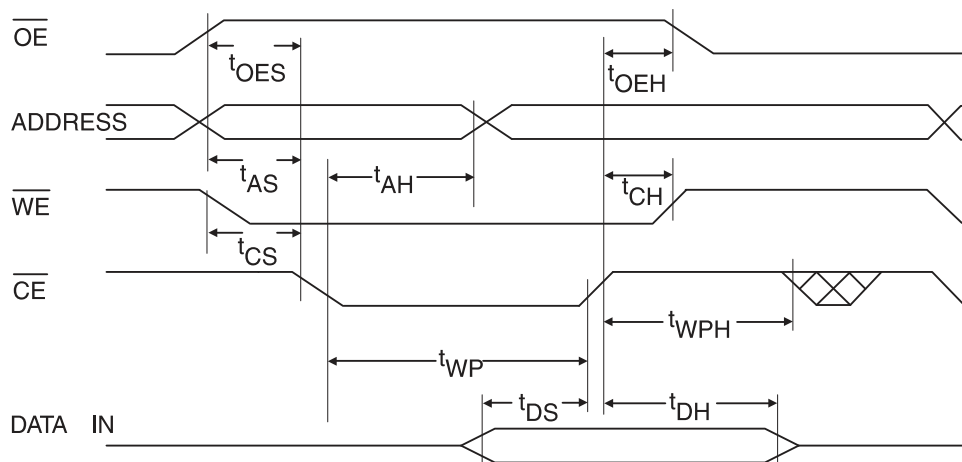 OE
tOES
tOEH
ADDRESS
tAS
tAH
tCH
WE
tCS
CE
tWPH
tWP
tDS
tDH
DATA IN